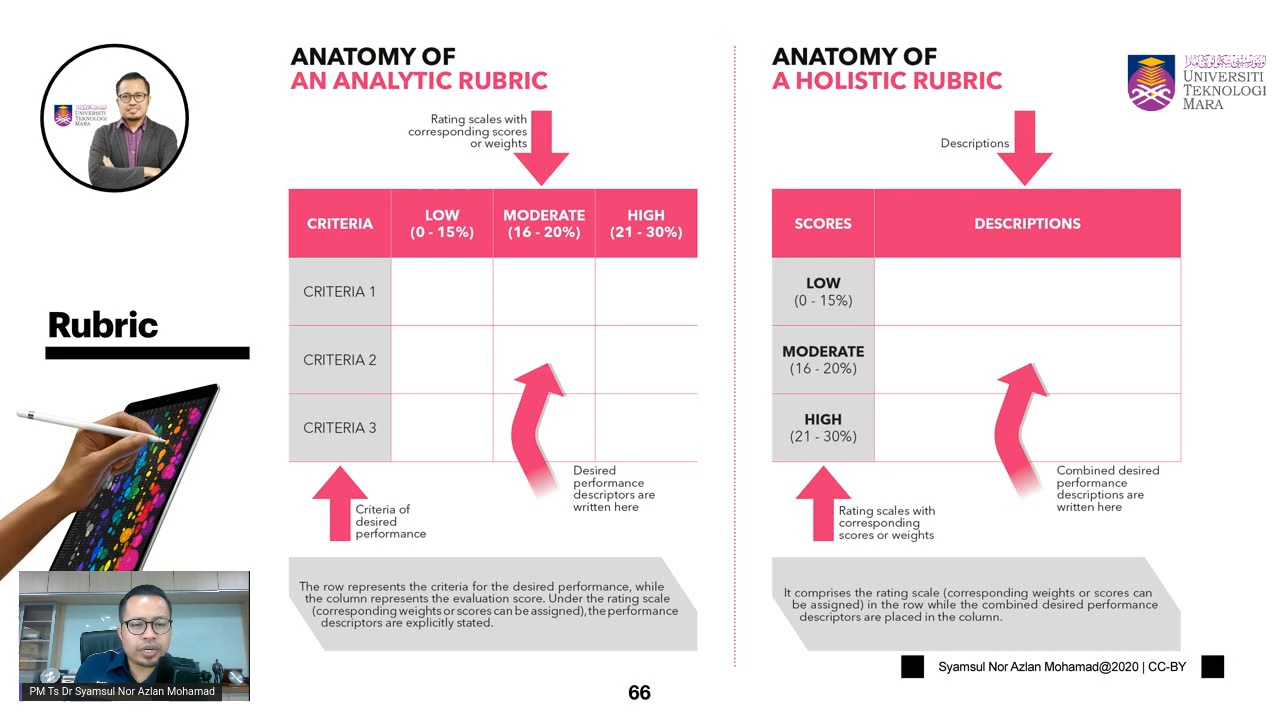 ANATOMY OF
AN ANALYTIC RUBRIC
Rating scales with
corresponding scores
or weights
CRITERIA
LOW
(0 - 15%)
MODERATE
(16 - 20%)
HIGH
(21 - 30%)
CRITERIA 1
CRITERIA 2
CRITERIA 3
Criteria of
desired
performance
Desired
performance
descriptors are
written here
The row represents the criteria for the desired performance, while
the column represents the evaluation score. Under the rating scale
(corresponding weights or scores can be assigned), the performance
descriptors are explicitly stated.
ANATOMY OF
A HOLISTIC RUBRIC
Descriptions
SCORES
DESCRIPTIONS
LOW
(0 - 15%)
MODERATE
(16 - 20%)
HIGH
(21 - 30%)
Rating scales with
corresponding
scores or weights
Combined desired
performance
descriptions are
written here
It comprises the rating scale (corresponding weights or scores can
be assigned) in the row while the combined desired performance
descriptors are placed in the column.
UNIVERSITI
TEKNOLOGI
MARA
UNIVERSITI
TEKNOLOGI
MARA
Rubric
PM Ts Dr Syamsul Nor Azlan Mohamad
Syamsul Nor Azlan Mohamad@2020 | CC-BY
66